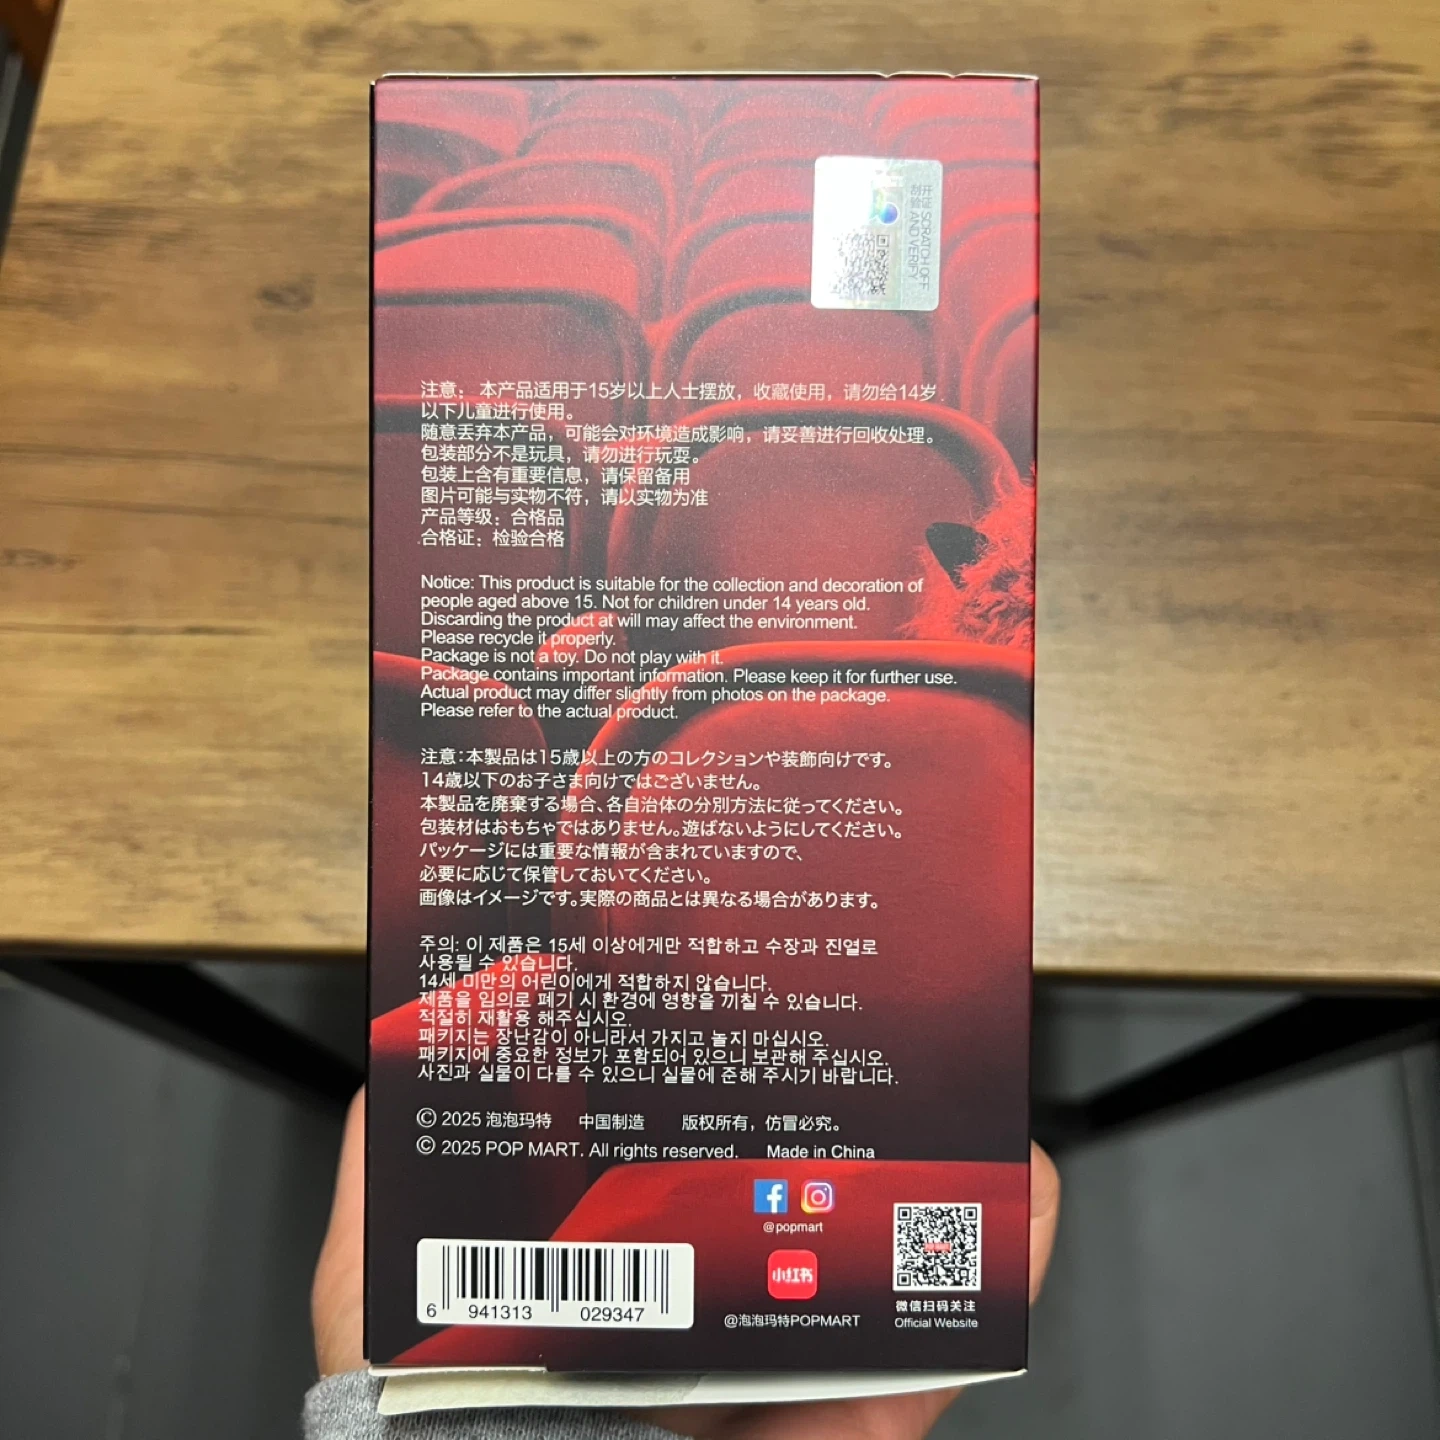 刮开
验证
SCRATCH OFF
AND VERIFY
注意： 本产品适用于15岁以上人士摆放，收藏使用，请勿给14岁
以下儿童进行使用。
随意丢弃本产品，可能会对环境造成影响，请妥善进行回收处理。
包装部分不是玩具，请勿进行玩耍。
包装上含有重要信息，请保留备用
图片可能与实物不符，请以实物为准
产品等级：合格品
合格证：检验合格
Notice: This product is suitable for the collection and decoration of
people aged above 15. Not for children under 14 years old.
Discarding the product at will may affect the environment.
Please recycle it properly.
Package is not a toy. Do not play with it.
Package contains important information. Please keep it for further use.
Actual product may differ slightly from photos on the package.
Please refer to the actual product.
注意：本製品は15歳以上の方のコレクションや装飾向けです。
14歳以下のお子さま向けではございません。
本製品を廃棄する場合、各自治体の分別方法に従ってください。
包装材はおもちゃではありません。遊ばないようにしてください。
パッケージには重要な情報が含まれていますので、
必要に応じて保管しておいてください。
画像はイメージです。実際の商品とは異なる場合があります。
주의: 이 제품은 15세 이상에게만 적합하고 수장과 진열로
사용될 수 있습니다.
14세 미만의 어린이에게 적합하지 않습니다.
제품을 임의로 폐기 시 환경에 영향을 끼칠 수 있습니다.
적절히 재활용 해주십시오.
패키지는 장난감이 아니라서 가지고 놀지 마십시오.
패키지에 중요한 정보가 포함되어 있으니 보관해 주십시오.
사진과 실물이 다를 수 있으니 실물에 준해 주시기 바랍니다.
© 2025 泡泡玛特 中国制造 版权所有，仿冒必究。
© 2025 POP MART. All rights reserved. Made in China
@popmart
小红书
@泡泡玛特POPMART
微信扫码关注
Official Website
6 941313 029347